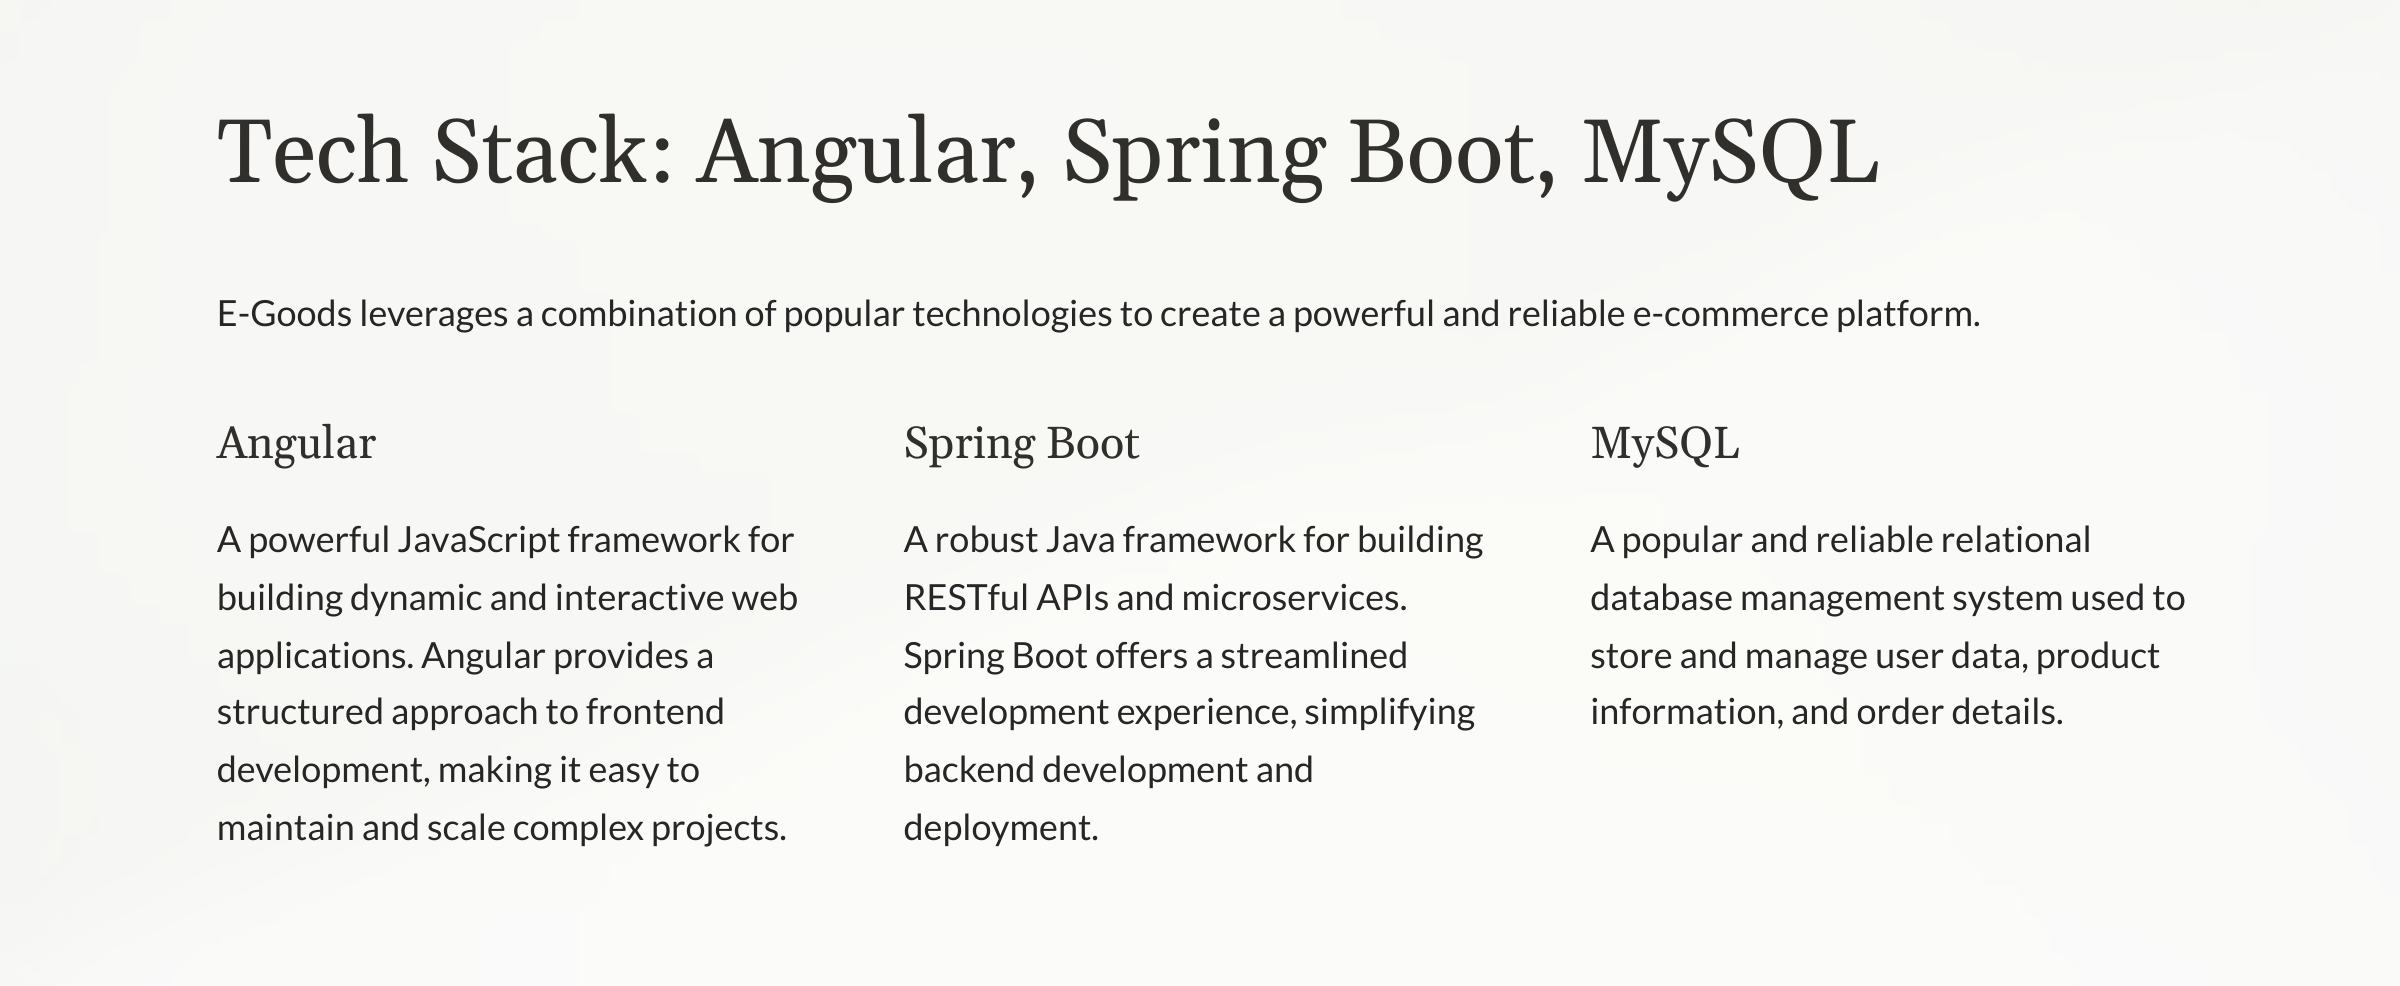 Tech Stack: Angular, Spring Boot, MySQL
E-Goods leverages a combination of popular technologies to create a powerful and reliable e-commerce platform.
Angular
A powerful JavaScript framework for
building dynamic and interactive web
applications. Angular provides a
structured approach to frontend
development, making it easy to
maintain and scale complex projects.
Spring Boot
A robust Java framework for building
RESTful APIs and microservices.
Spring Boot offers a streamlined
development experience, simplifying
backend development and
deployment.
MySQL
A popular and reliable relational
database management system used to
store and manage user data, product
information, and order details.